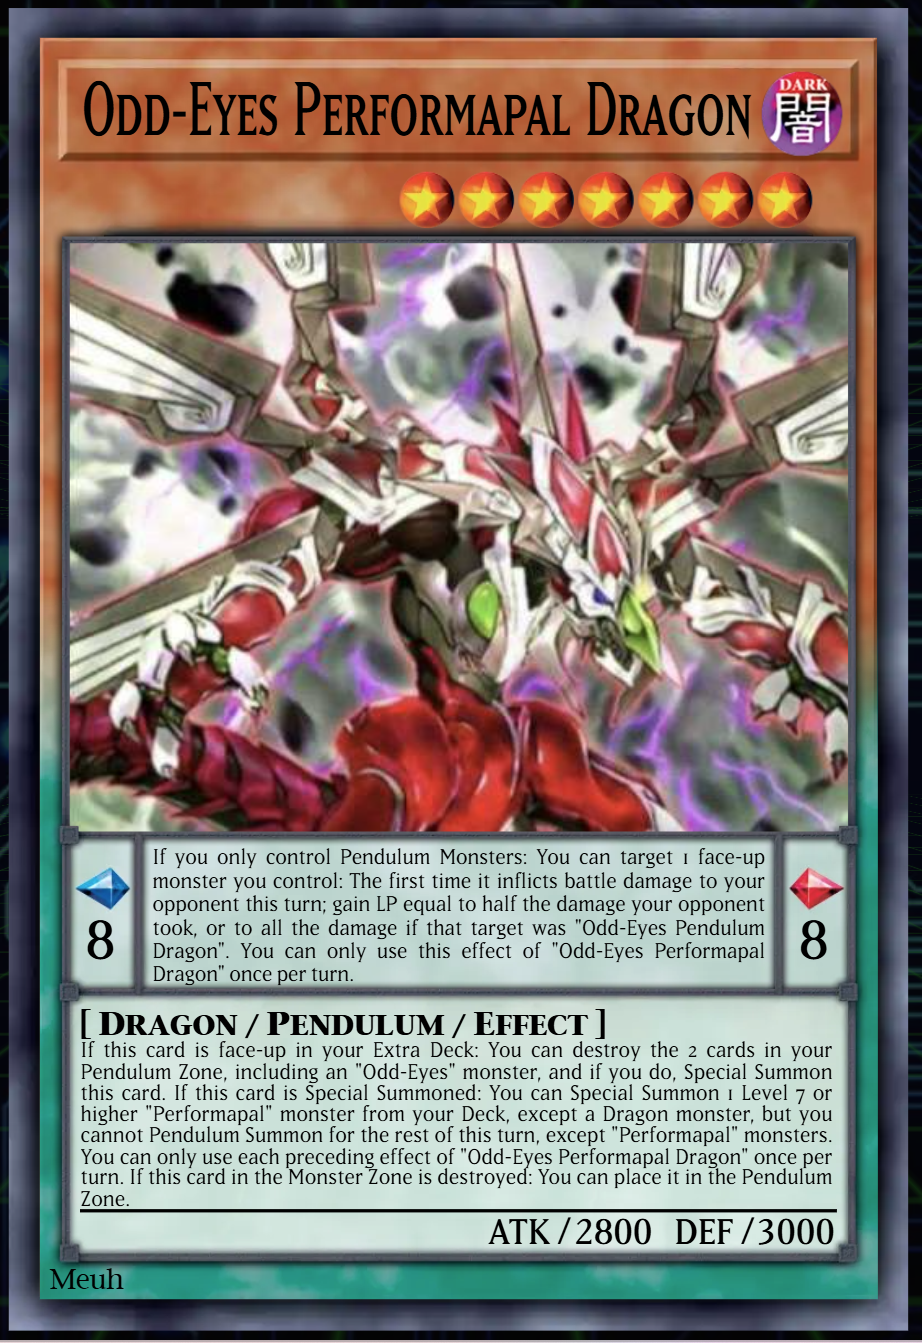 Odd-Eyes Performapal Dragon
DARK
闇
If you only control Pendulum Monsters: You can target 1 face-up
monster you control: The first time it inflicts battle damage to your
opponent this turn; gain LP equal to half the damage your opponent
took, or to all the damage if that target was "Odd-Eyes Pendulum
Dragon". You can only use this effect of "Odd-Eyes Performapal
Dragon" once per turn.
8
8
[ Dragon / Pendulum / Effect ]
If this card is face-up in your Extra Deck: You can destroy the 2 cards in your
Pendulum Zone, including an "Odd-Eyes" monster, and if you do, Special Summon
this card. If this card is Special Summoned: You can Special Summon 1 Level 7 or
higher "Performapal" monster from your Deck, except a Dragon monster, but you
cannot Pendulum Summon for the rest of this turn, except "Performapal" monsters.
You can only use each preceding effect of "Odd-Eyes Performapal Dragon" once per
turn. If this card in the Monster Zone is destroyed: You can place it in the Pendulum
Zone.
ATK / 2800 DEF / 3000
Meuh